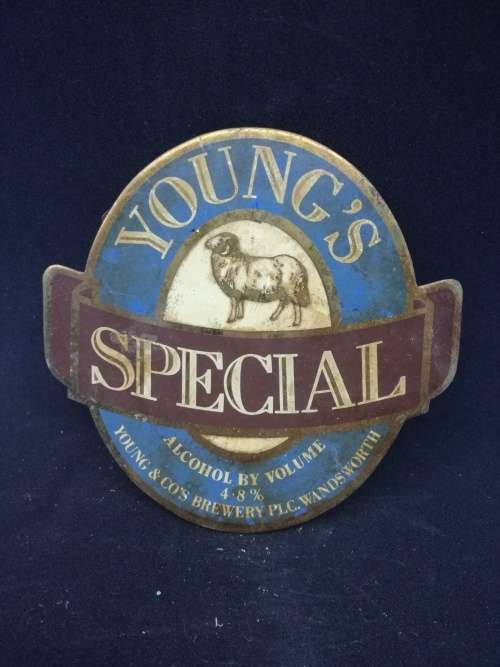 YOUNG'S
SPECIAL
ALCOHOL BY VOLUME
4·8%
YOUNG & CO'S BREWERY PLC. WANDSWORTH